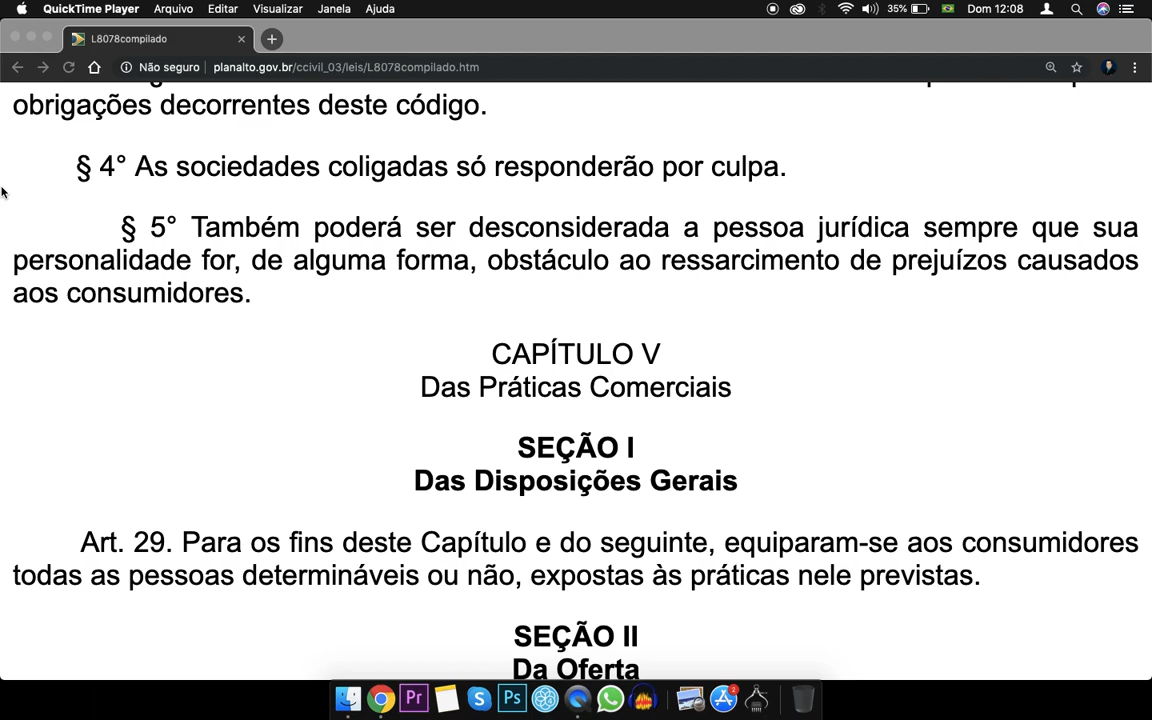 QuickTime Player Arquivo Editar Visualizar Janela Ajuda 35% Dom 12:08
L8078compilado
Não seguro planalto.gov.br/ccivil_03/leis/L8078compilado.htm
obrigações decorrentes deste código.
§ 4° As sociedades coligadas só responderão por culpa.
§ 5° Também poderá ser desconsiderada a pessoa jurídica sempre que sua
personalidade for, de alguma forma, obstáculo ao ressarcimento de prejuízos causados
aos consumidores.
CAPÍTULO V
Das Práticas Comerciais
SEÇÃO I
Das Disposições Gerais
Art. 29. Para os fins deste Capítulo e do seguinte, equiparam-se aos consumidores
todas as pessoas determináveis ou não, expostas às práticas nele previstas.
SEÇÃO II
Da Oferta
Pr S Ps 2